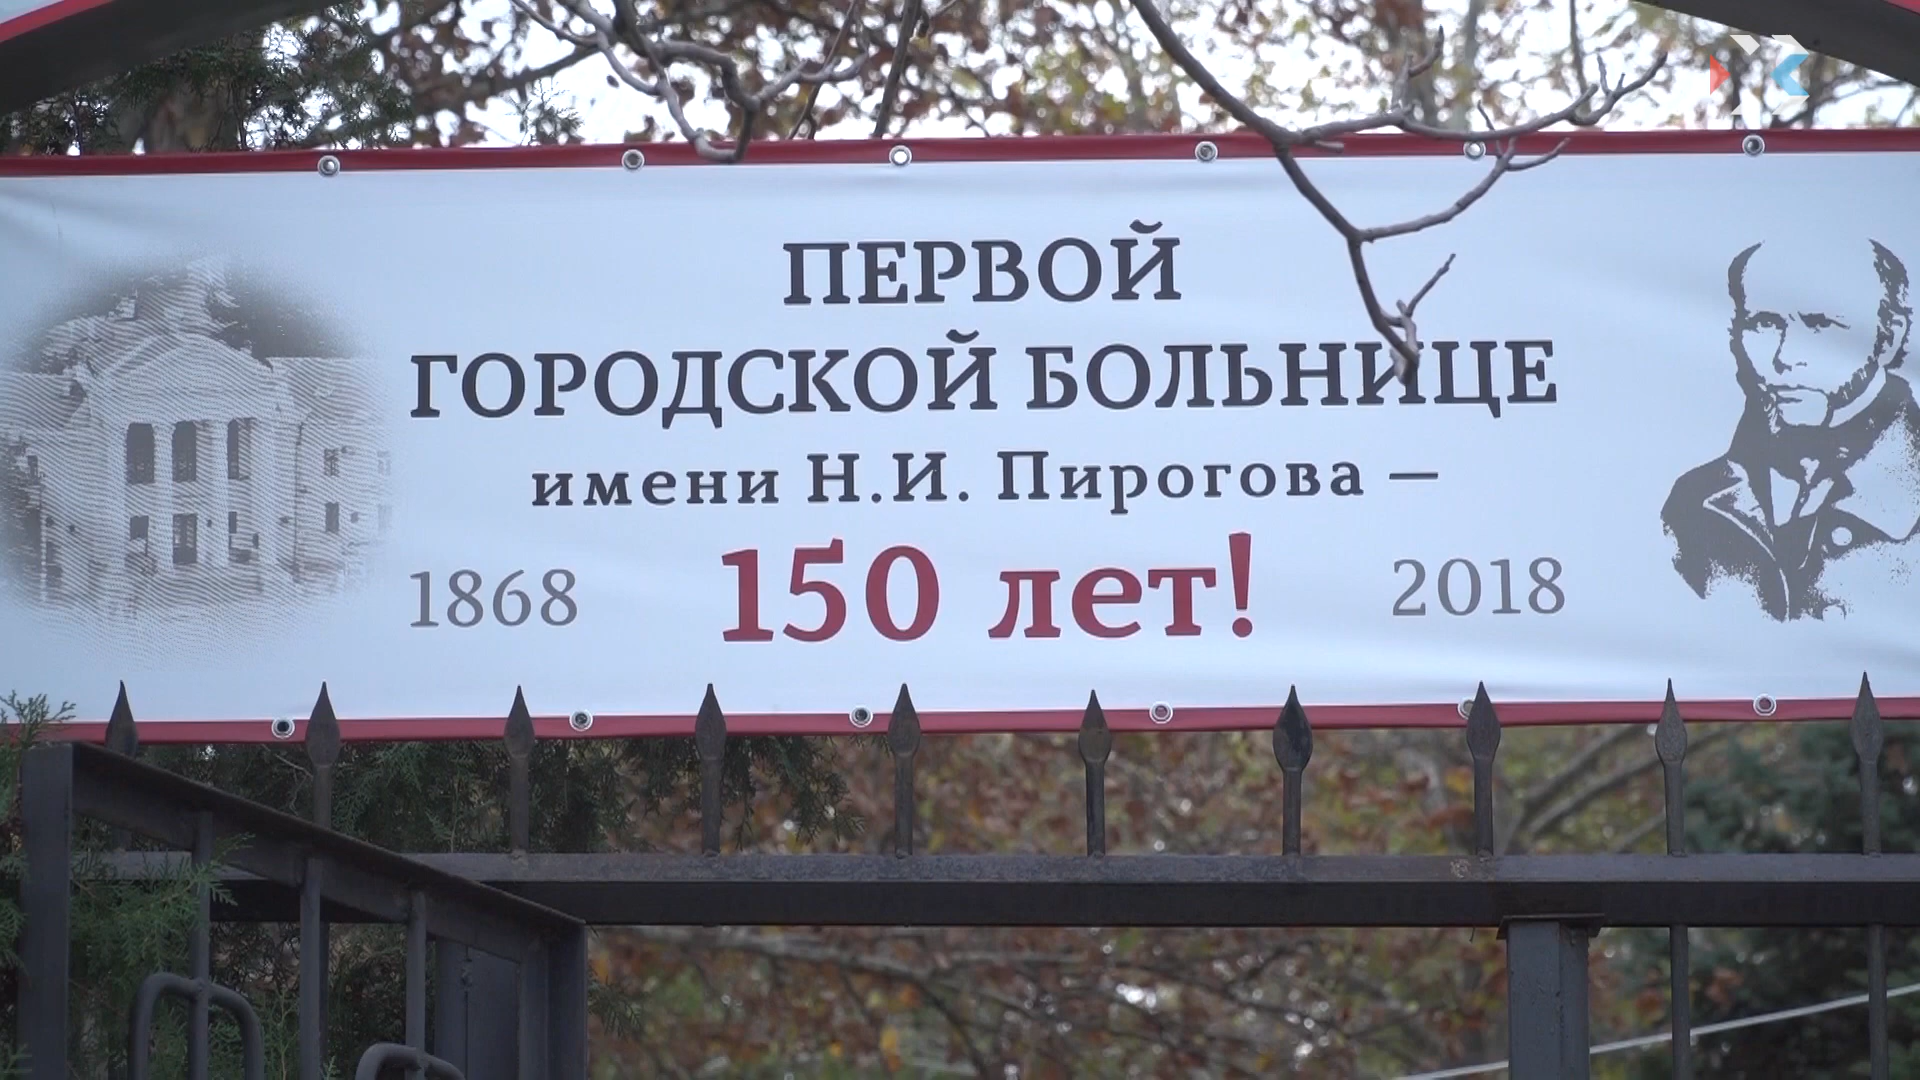 ПЕРВОЙ
ГОРОДСКОЙ БОЛЬНИЦЕ
имени Н.И. Пирогова —
1868 150 лет! 2018